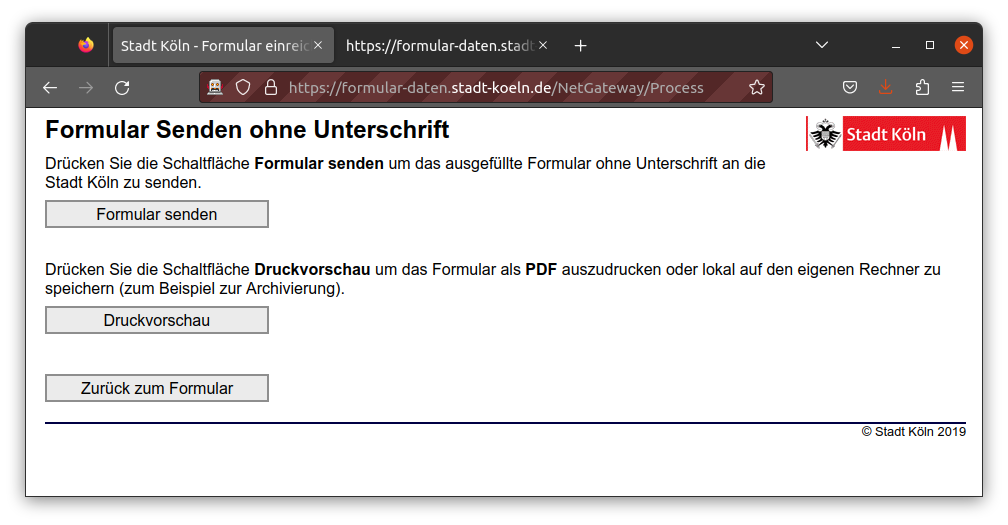 Stadt Köln - Formular einreic
https://formular-daten.stadt
https://formular-daten.stadt-koeln.de/NetGateway/Process
Formular Senden ohne Unterschrift
Stadt Köln
Drücken Sie die Schaltfläche Formular senden um das ausgefüllte Formular ohne Unterschrift an die
Stadt Köln zu senden.
Formular senden
Drücken Sie die Schaltfläche Druckvorschau um das Formular als PDF auszudrucken oder lokal auf den eigenen Rechner zu
speichern (zum Beispiel zur Archivierung).
Druckvorschau
Zurück zum Formular
© Stadt Köln 2019